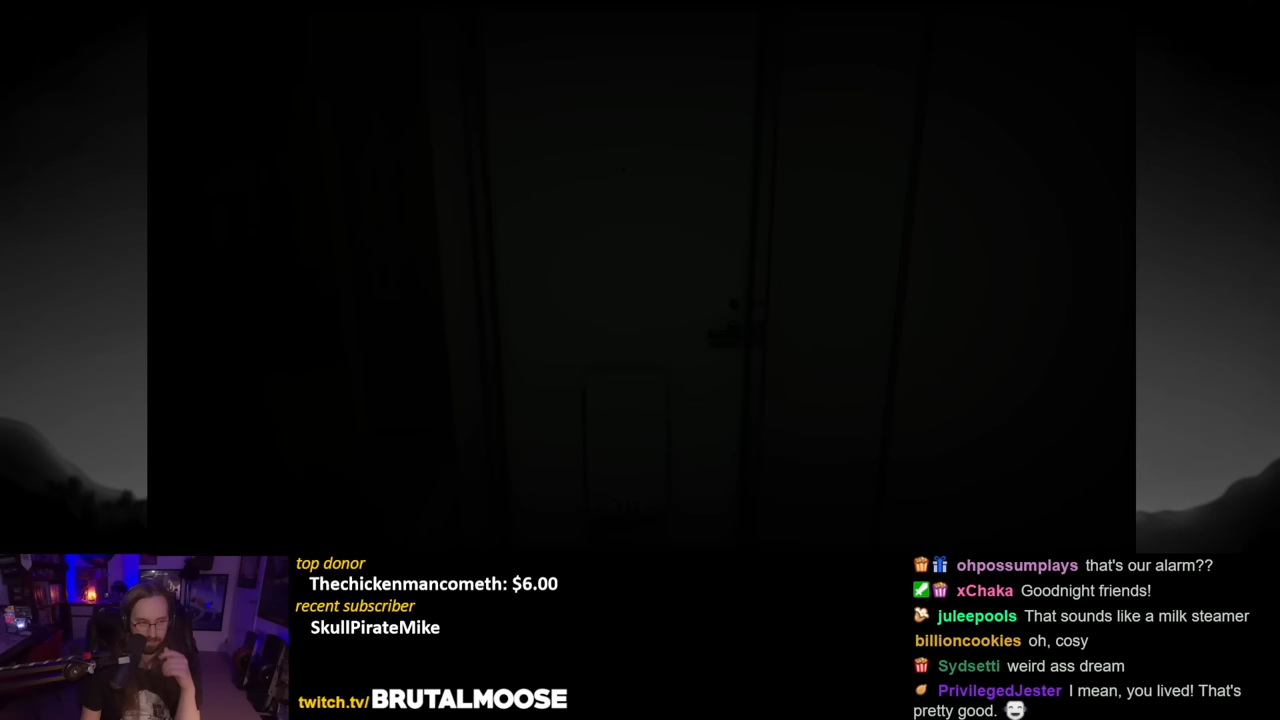 top donor
Thechickenmancometh: $6.00
recent subscriber
SkullPirateMike
twitch.tv/BRUTALMOOSE
ohpossumplays that's our alarm??
xChaka Goodnight friends!
juleepools That sounds like a milk steamer
billioncookies oh, cosy
Sydsetti weird ass dream
PrivilegedJester I mean, you lived! That's
pretty good.